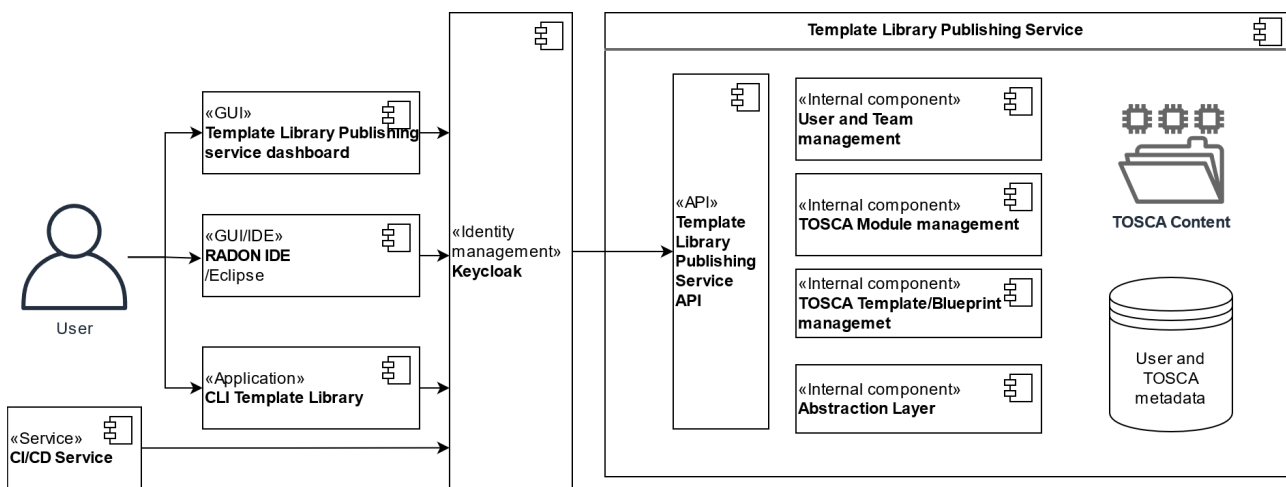 Template Library Publishing Service
«GUI»
Template Library Publishing
service dashboard
«GUI/IDE»
RADON IDE
/Eclipse
User
«Application»
CLI Template Library
«Service»
CI/CD Service
«Identity
management»
Keycloak
«API»
Template
Library
Publishing
Service
API
«Internal component»
User and Team
management
«Internal component»
TOSCA Module management
«Internal component»
TOSCA Template/Blueprint
managemet
«Internal component»
Abstraction Layer
TOSCA Content
User and
TOSCA
metadata